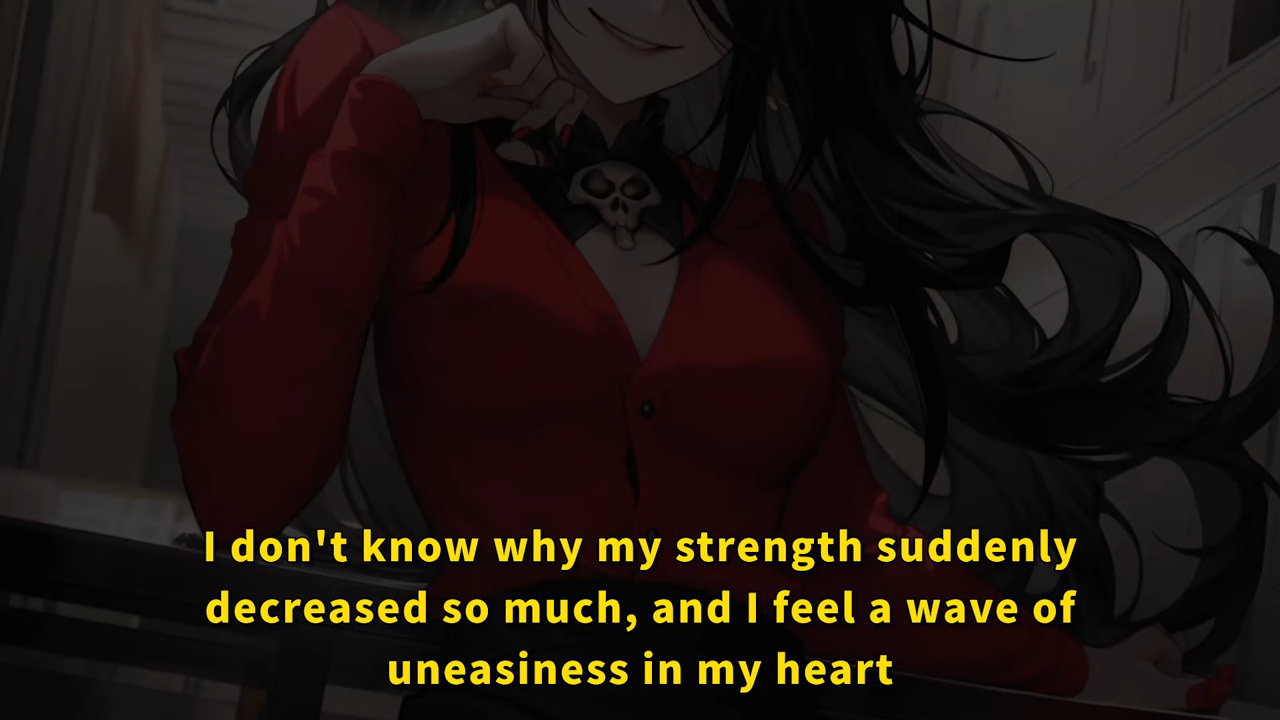 I don't know why my strength suddenly
decreased so much, and I feel a wave of
uneasiness in my heart